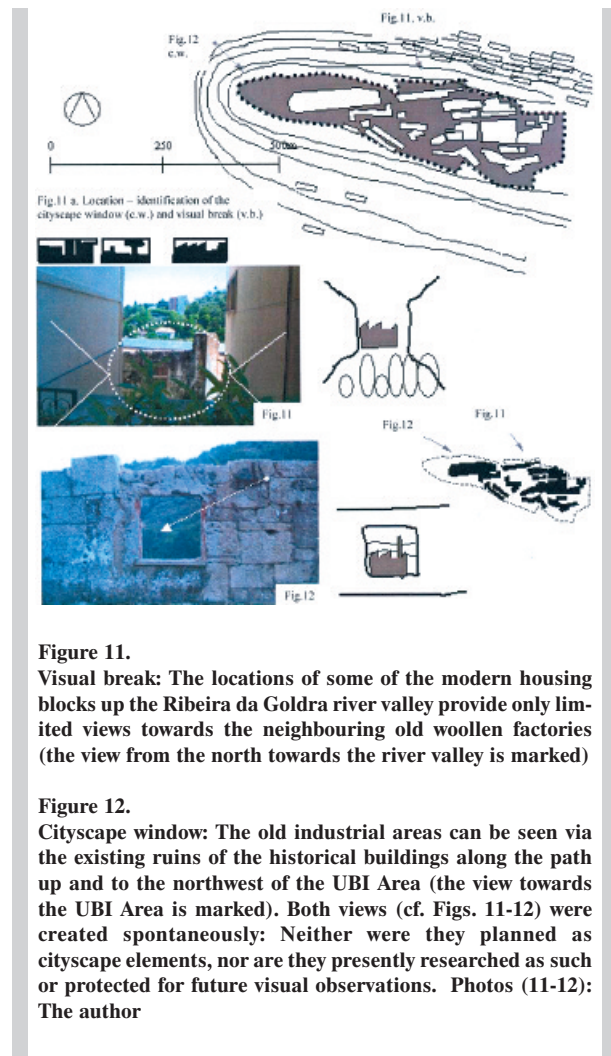 Fig.11, v.b.
Fig.12
c.w.
0 250 500m
Fig.11 a. Location – identification of the
cityscape window (c.w.) and visual break (v.b.)
Fig.11
Fig.12
Fig.11
Fig.12
Figure 11.
Visual break: The locations of some of the modern housing
blocks up the Ribeira da Goldra river valley provide only lim-
ited views towards the neighbouring old woollen factories
(the view from the north towards the river valley is marked)
Figure 12.
Cityscape window: The old industrial areas can be seen via
the existing ruins of the historical buildings along the path
up and to the northwest of the UBI Area (the view towards
the UBI Area is marked). Both views (cf. Figs. 11-12) were
created spontaneously: Neither were they planned as
cityscape elements, nor are they presently researched as such
or protected for future visual observations. Photos (11-12):
The author